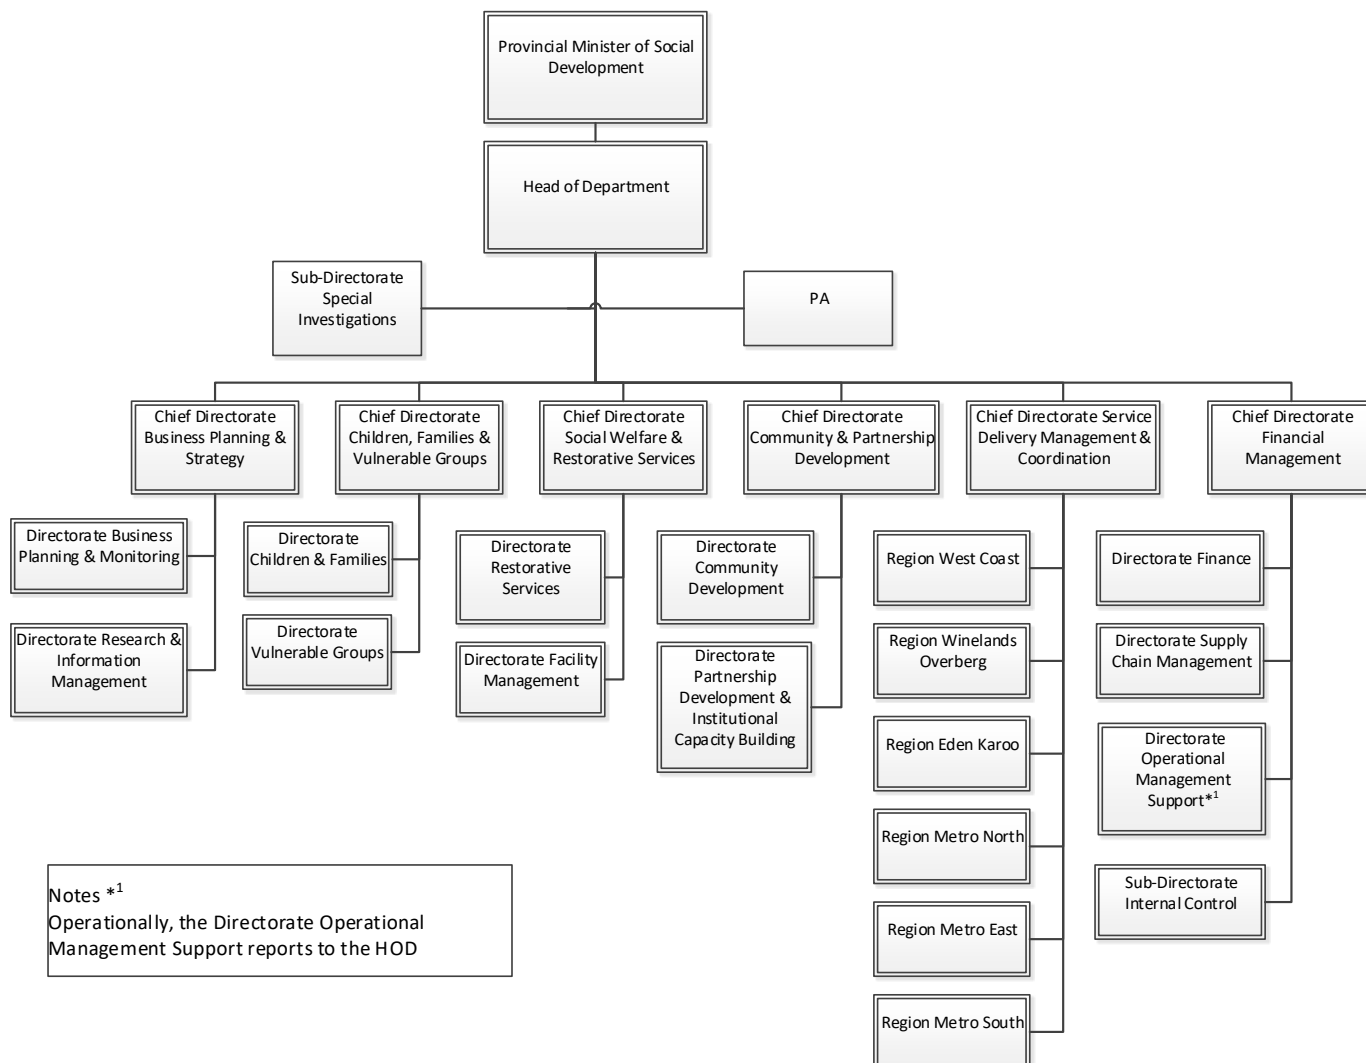 Provincial Minister of Social
Development
Head of Department
Sub-Directorate
Special
Investigations
PA
Chief Directorate
Business Planning &
Strategy
Chief Directorate
Children, Families &
Vulnerable Groups
Chief Directorate
Social Welfare &
Restorative Services
Chief Directorate
Community & Partnership
Development
Chief Directorate Service
Delivery Management &
Coordination
Chief Directorate
Financial
Management
Directorate Business
Planning & Monitoring
Directorate Research &
Information
Management
Directorate
Children & Families
Directorate
Vulnerable Groups
Directorate
Restorative
Services
Directorate Facility
Management
Directorate
Community
Development
Directorate
Partnership
Development &
Institutional
Capacity Building
Region West Coast
Region Winelands
Overberg
Region Eden Karoo
Region Metro North
Region Metro East
Region Metro South
Directorate Finance
Directorate Supply
Chain Management
Directorate
Operational
Management
Support*1
Sub-Directorate
Internal Control
Notes *1
Operationally, the Directorate Operational
Management Support reports to the HOD